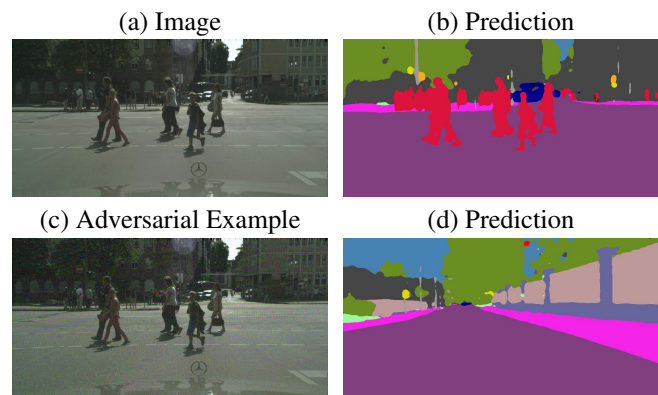 (a) Image
(b) Prediction
(c) Adversarial Example
(d) Prediction